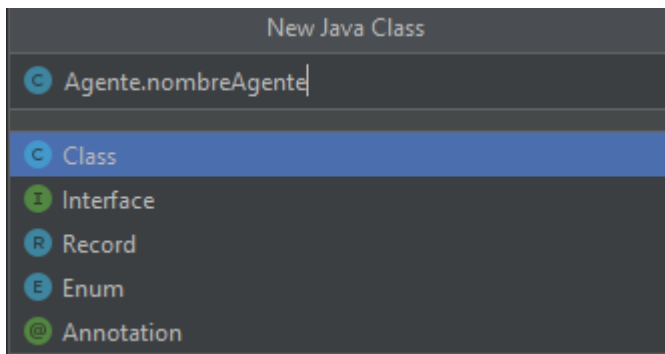 New Java Class
C Agente.nombreAgente
C Class
I Interface
R Record
E Enum
@ Annotation